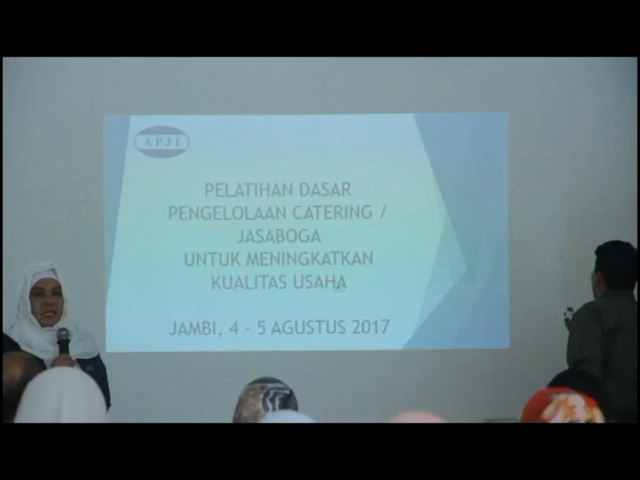 APJI
PELATIHAN DASAR
PENGELOLAAN CATERING /
JASABOGA
UNTUK MENINGKATKAN
KUALITAS USAHA
JAMBI, 4 - 5 AGUSTUS 2017